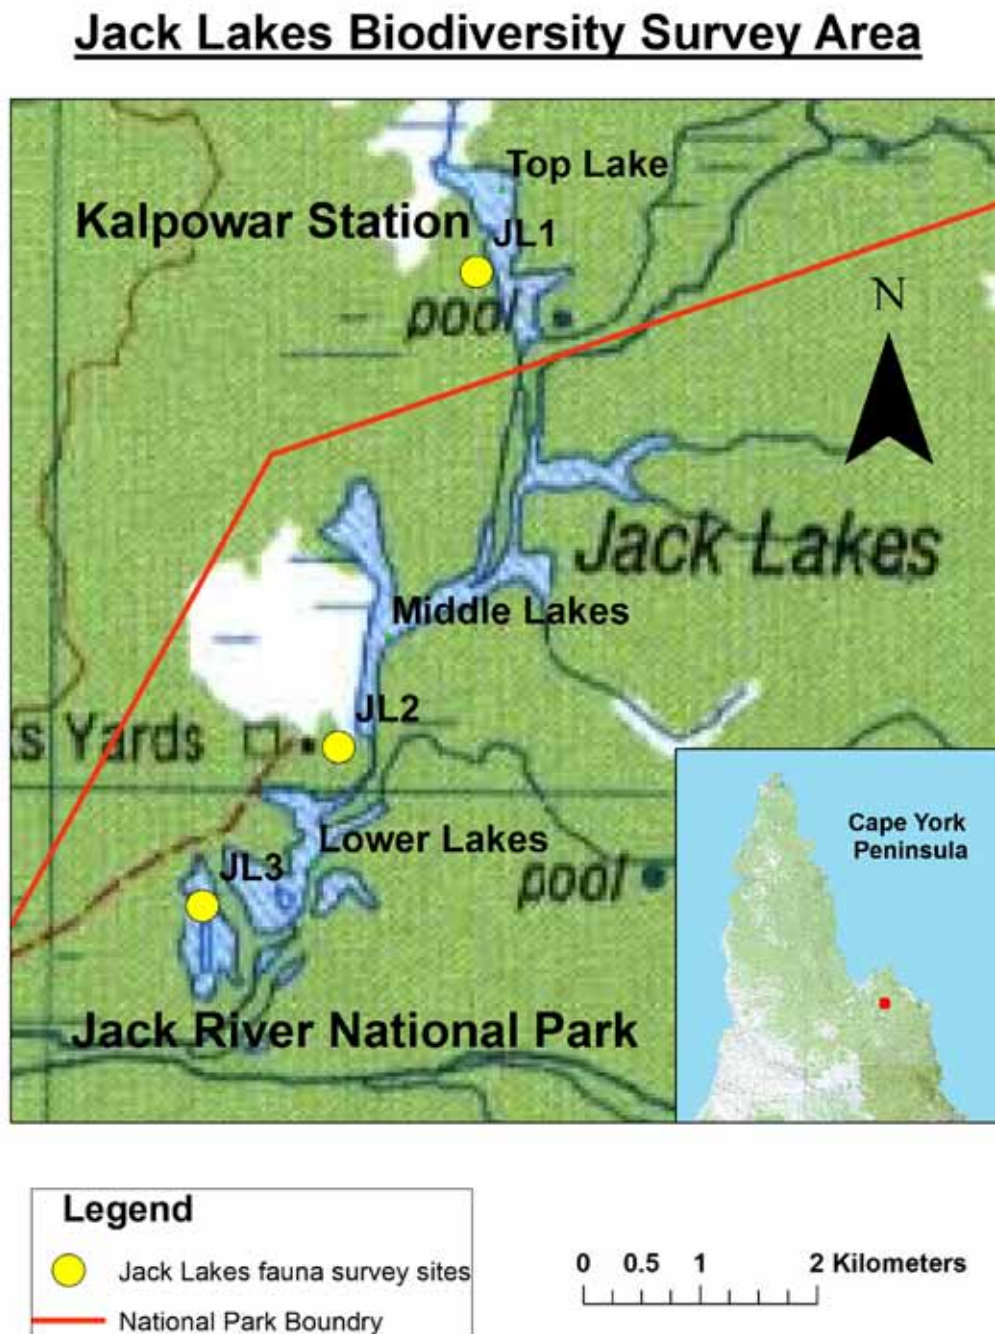 Jack Lakes Biodiversity Survey Area
Top Lake
Kalpowar Station
JL1
pool
N
Jack Lakes
Middle Lakes
JL2
ks Yards
Lower Lakes
JL3
pool
Jack River National Park
Cape York
Peninsula
Legend
Jack Lakes fauna survey sites
National Park Boundry
0 0.5 1 2 Kilometers